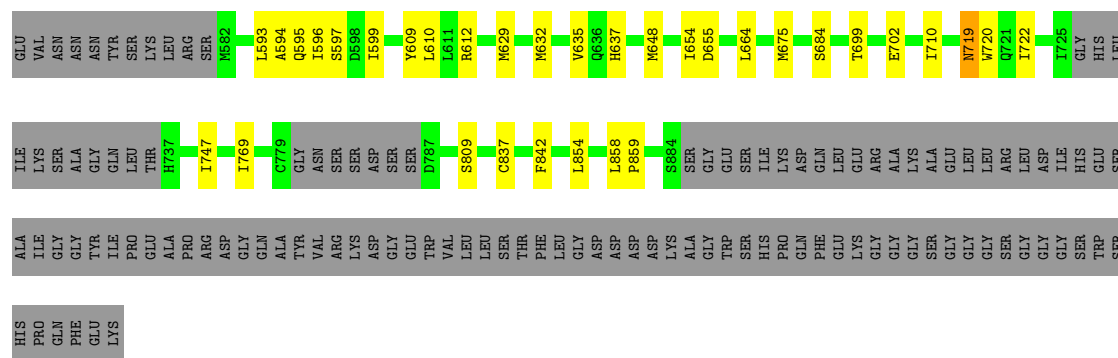 GLU VAL ASN ASN ASN TYR SER LYS LEU ARG SER M582 L593 A594 Q595 I596 S597 D598 I599 Y609 L610 L611 R612 M629 M632 V635 Q636 H637 M648 I654 D655 L664 M675 S684 T699 E702 I710 N719 W720 Q721 I722 I725 GLY HIS LEU
ILE LYS SER ALA GLY GLN LEU THR H737 I747 I769 C779 GLY ASN SER SER ASP SER SER D787 S809 C837 F842 L854 L858 P859 S884 SER GLY GLU SER ILE LYS ASP GLN LEU GLU ARG ALA LYS ALA GLU LEU LEU ARG LEU ASP ILE HIS GLU SER
ALA ILE GLY GLY TYR ILE PRO GLU ALA PRO ARG ASP GLY GLN ALA TYR VAL ARG LYS ASP GLY GLU TRP VAL LEU LEU SER THR PHE LEU GLY ASP ASP ASP ASP LYS ALA GLY TRP SER HIS PRO GLN PHE GLU LYS GLY GLY GLY SER GLY GLY GLY SER GLY GLY GLY SER TRP SER
HIS PRO GLN PHE GLU LYS